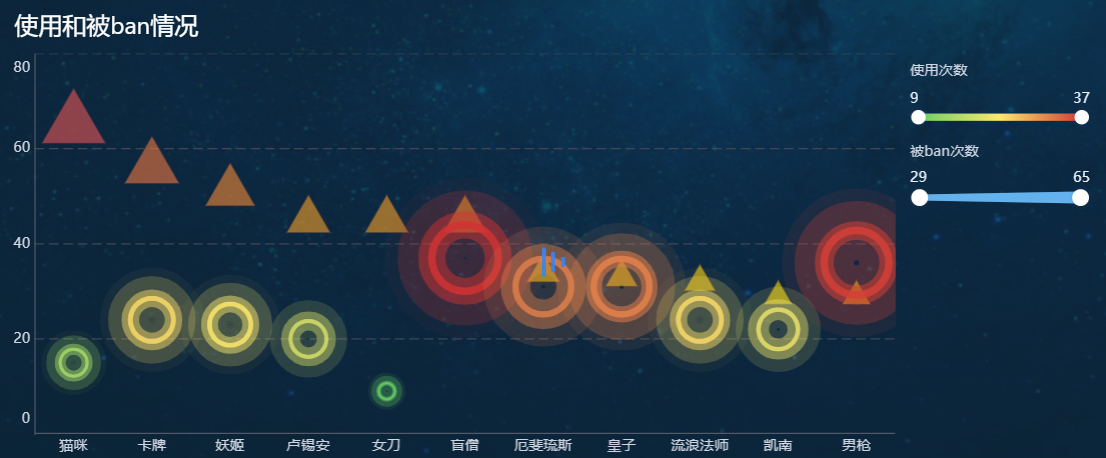 使用和被ban情况
80
60
40
20
0
猫咪 卡牌 妖姬 卢锡安 女刀 盲僧 厄斐琉斯 皇子 流浪法师 凯南 男枪
使用次数
9 37
被ban次数
29 65